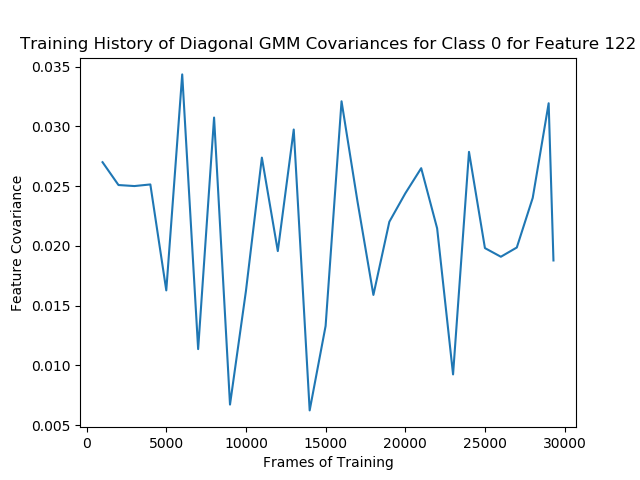 Training History of Diagonal GMM Covariances for Class 0 for Feature 122
0.035
0.030
0.025
0.020
0.015
0.010
0.005
Feature Covariance
0 5000 10000 15000 20000 25000 30000
Frames of Training